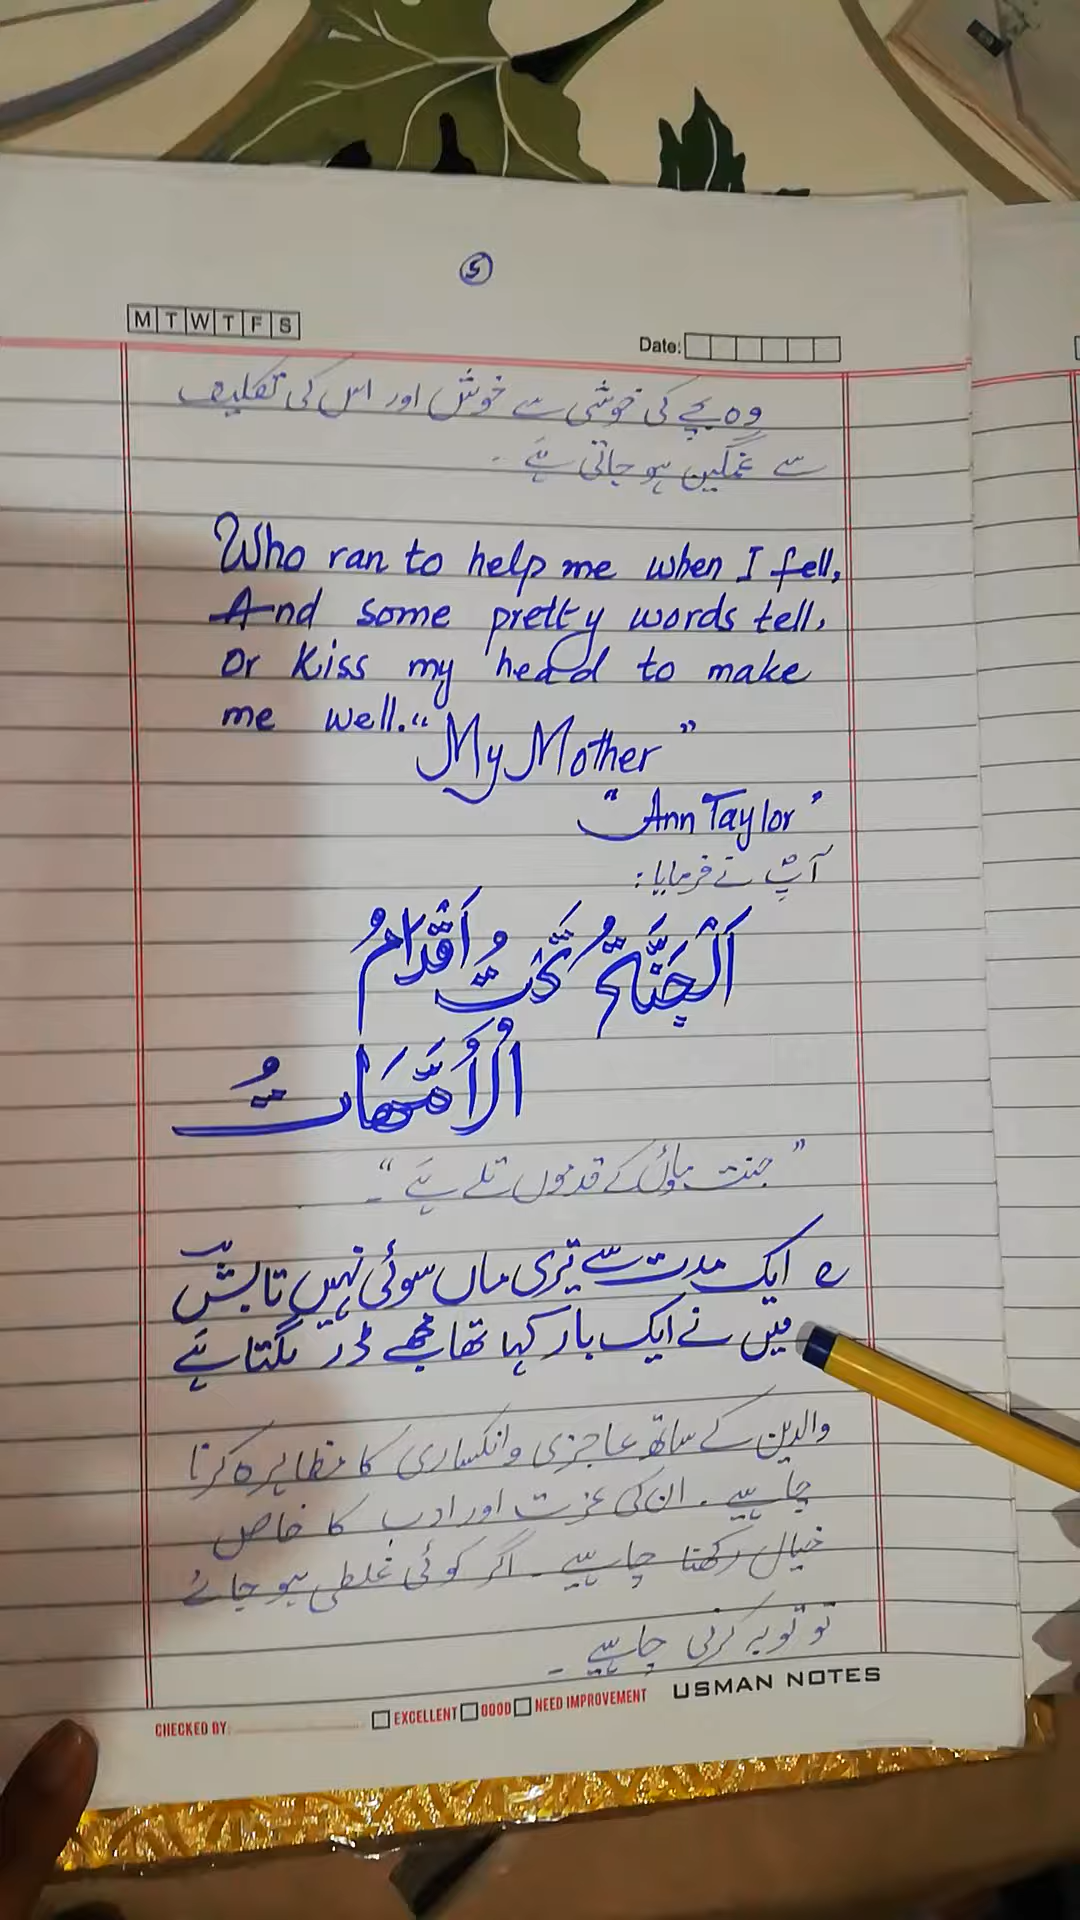 ⑤
M T W T F S
Date:
وہ بچے کی خوشی سے خوش اور اس کی تکلیف
سے غمگین ہو جاتی ہے ۔
Who ran to help me when I fell,
And some pretty words tell,
Or Kiss my head to make
me well. "My Mother"
"Ann Taylor"
آپؐ نے فرمایا:
اَلْجَنَّۃُ تَحْتُ اَقْدَامُ
الْاُمَّھَاتُ
"جنت ماؤں کے قدموں تلے ہے"۔
؎ ایک مدت سے تیری ماں سوئی نہیں تابشؔ
میں نے ایک بار کہا تھا مجھے ڈر لگتا ہے
والدین کے ساتھ عاجزی و انکساری کا مظاہرہ کرنا
چاہیے ۔ ان کی عزت اور ادب کا خاص
خیال رکھنا چاہیے ۔ اگر کوئی غلطی ہو جائے
تو توبہ کرنی چاہیے ۔
USMAN NOTES
CHECKED BY: EXCELLENT GOOD NEED IMPROVEMENT